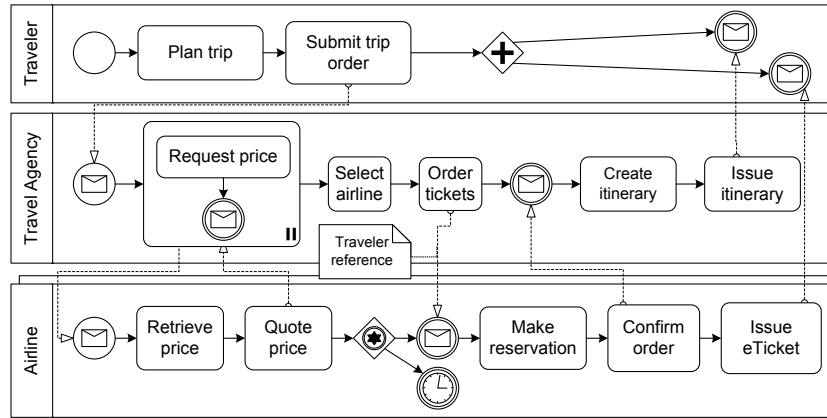 Traveler
Plan trip
Submit trip
order
Travel Agency
Request price
Select
airline
Order
tickets
Create
itinerary
Issue
itinerary
Traveler
reference
Airline
Retrieve
price
Quote
price
Make
reservation
Confirm
order
Issue
eTicket